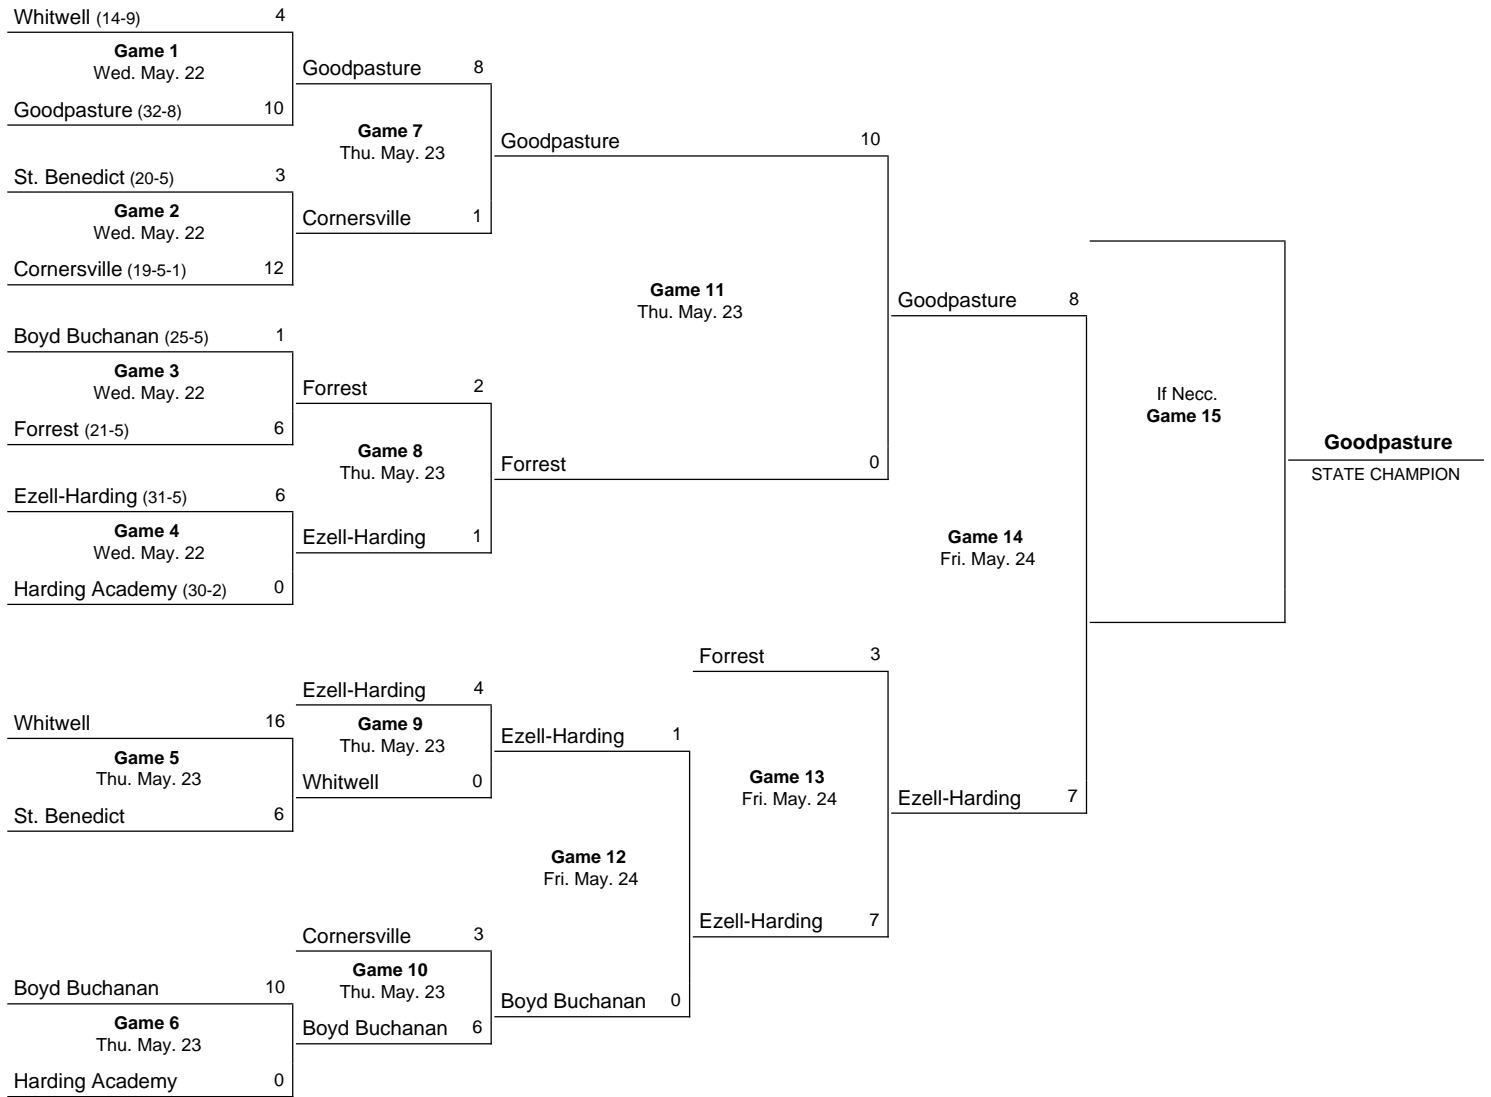 Whitwell (14-9) 4
Game 1
Wed. May. 22
Goodpasture (32-8) 10
St. Benedict (20-5) 3
Game 2
Wed. May. 22
Cornersville (19-5-1) 12
Boyd Buchanan (25-5) 1
Game 3
Wed. May. 22
Forrest (21-5) 6
Ezell-Harding (31-5) 6
Game 4
Wed. May. 22
Harding Academy (30-2) 0
Whitwell 16
Game 5
Thu. May. 23
St. Benedict 6
Boyd Buchanan 10
Game 6
Thu. May. 23
Harding Academy 0
Goodpasture 8
Game 7
Thu. May. 23
Cornersville 1
Forrest 2
Game 8
Thu. May. 23
Ezell-Harding 1
Ezell-Harding 4
Game 9
Thu. May. 23
Whitwell 0
Cornersville 3
Game 10
Thu. May. 23
Boyd Buchanan 6
Goodpasture 10
Game 11
Thu. May. 23
Forrest 0
Ezell-Harding 1
Game 12
Fri. May. 24
Boyd Buchanan 0
Forrest 3
Game 13
Fri. May. 24
Ezell-Harding 7
Goodpasture 8
Game 14
Fri. May. 24
Ezell-Harding 7
If Necc.
Game 15
Goodpasture
STATE CHAMPION